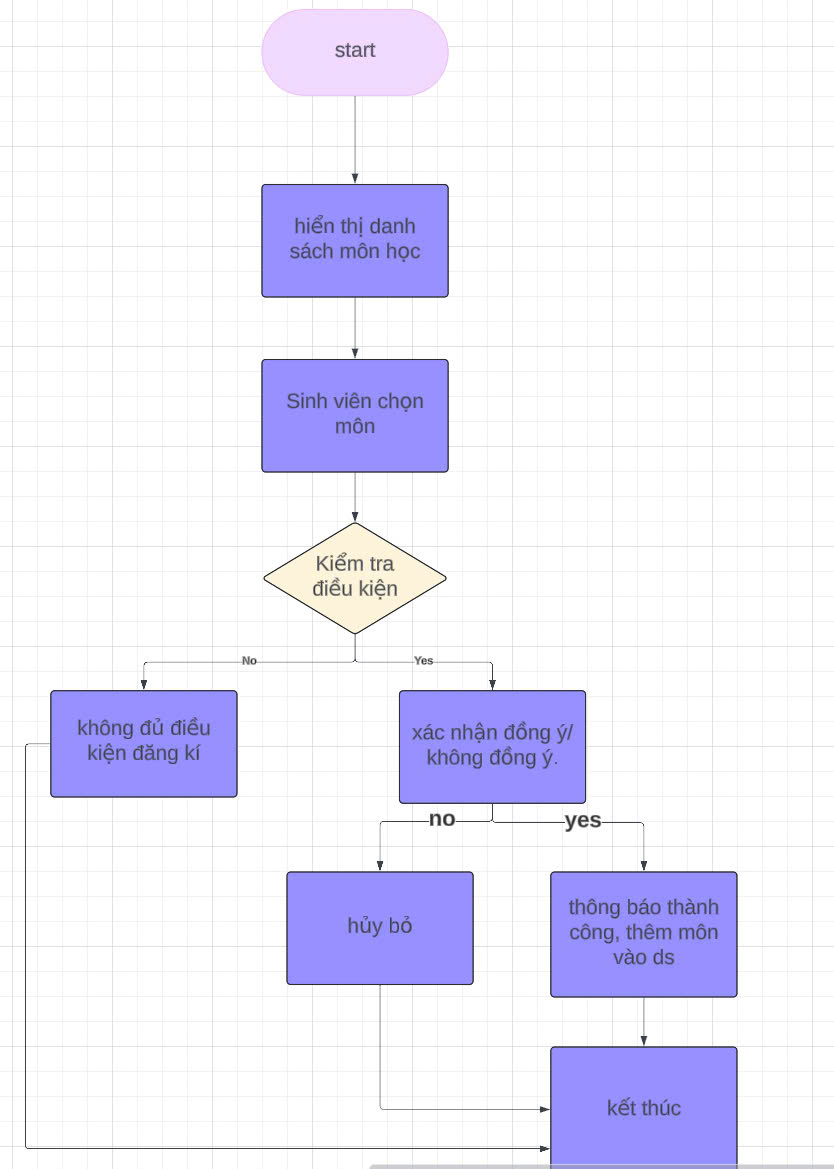 start
hiển thị danh
sách môn học
Sinh viên chọn
môn
Kiểm tra
điều kiện
No
Yes
không đủ điều
kiện đăng kí
xác nhận đồng ý/
không đồng ý.
no
yes
hủy bỏ
thông báo thành
công, thêm môn
vào ds
kết thúc